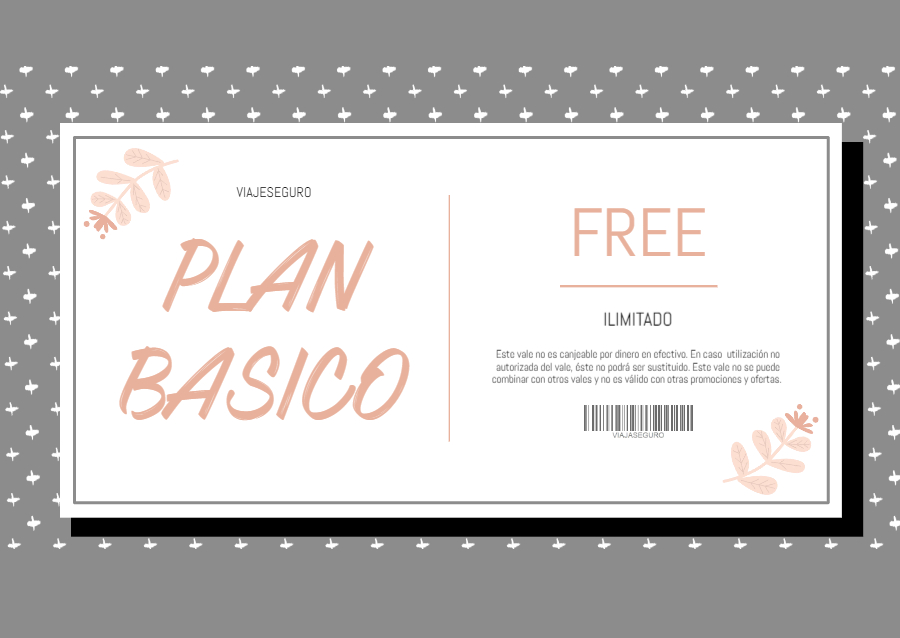 VIAJESEGURO
PLAN
BASICO
FREE
ILIMITADO
Este vale no es canjeable por dinero en efectivo. En caso utilización no
autorizada del vale, éste no podrá ser sustituido. Este vale no se puede
combinar con otros vales y no es válido con otras promociones y ofertas.
VIAJASEGURO